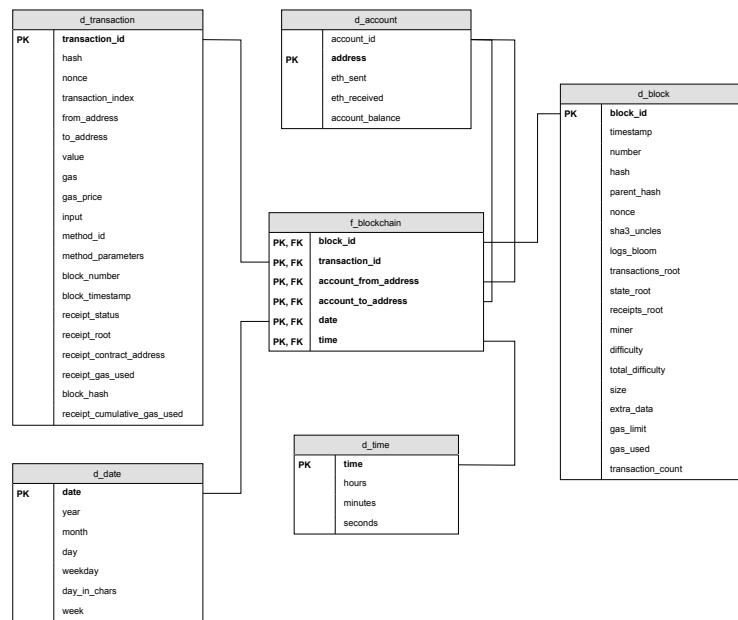 d_transaction
PK transaction_id
hash
nonce
transaction_index
from_address
to_address
value
gas
gas_price
input
method_id
method_parameters
block_number
block_timestamp
receipt_status
receipt_root
receipt_contract_address
receipt_gas_used
block_hash
receipt_cumulative_gas_used
d_account
account_id
PK address
eth_sent
eth_received
account_balance
d_block
PK block_id
timestamp
number
hash
parent_hash
nonce
sha3_uncles
logs_bloom
transactions_root
state_root
receipts_root
miner
difficulty
total_difficulty
size
extra_data
gas_limit
gas_used
transaction_count
f_blockchain
PK, FK block_id
PK, FK transaction_id
PK, FK account_from_address
PK, FK account_to_address
PK, FK date
PK, FK time
d_time
PK time
hours
minutes
seconds
d_date
PK date
year
month
day
weekday
day_in_chars
week